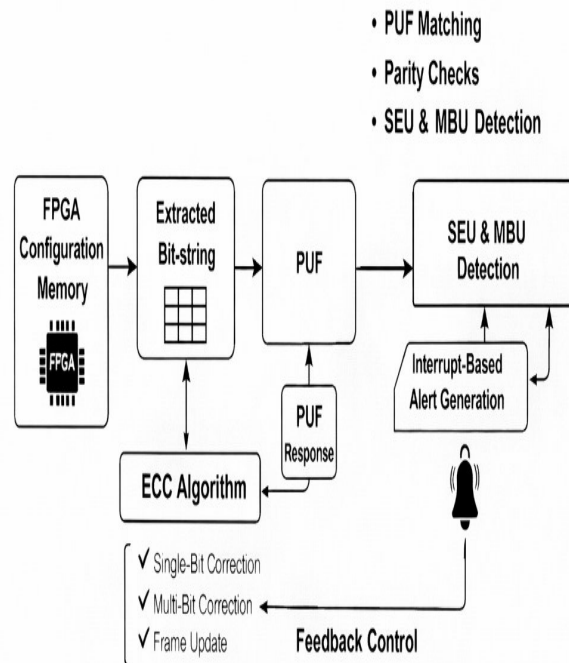 • PUF Matching
• Parity Checks
• SEU & MBU Detection
FPGA
Configuration
Memory
FPGA
Extracted
Bit-string
PUF
SEU & MBU
Detection
Interrupt-Based
Alert Generation
PUF
Response
ECC Algorithm
✓ Single-Bit Correction
✓ Multi-Bit Correction
✓ Frame Update
Feedback Control